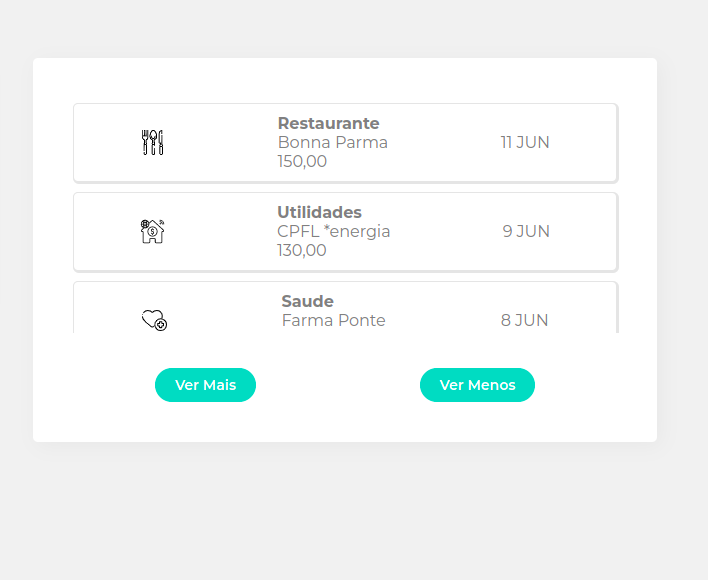 Restaurante
Bonna Parma
11 JUN
150,00
Utilidades
CPFL *energia
9 JUN
130,00
Saude
Farma Ponte
8 JUN
Ver Mais
Ver Menos